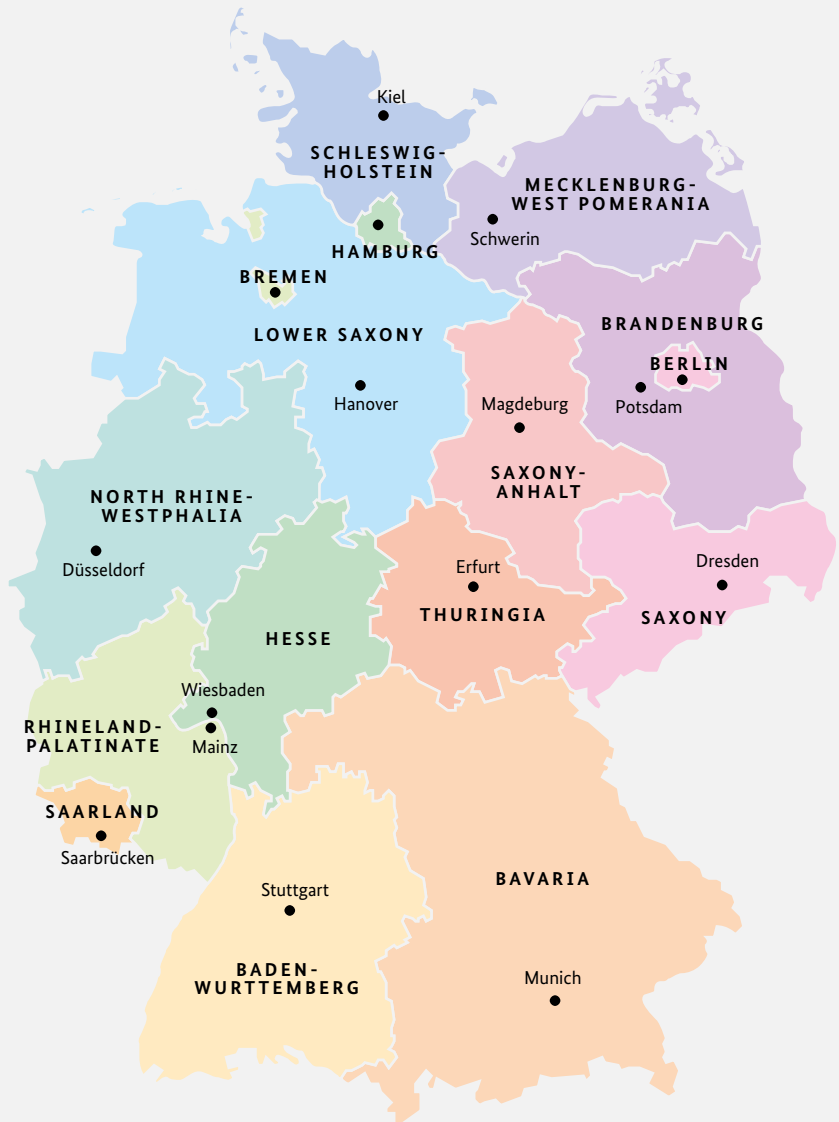 Kiel
SCHLESWIG-
HOLSTEIN
MECKLENBURG-
WEST POMERANIA
Schwerin
HAMBURG
BREMEN
LOWER SAXONY
Hanover
BRANDENBURG
BERLIN
Potsdam
Magdeburg
SAXONY-
ANHALT
NORTH RHINE-
WESTPHALIA
Düsseldorf
Erfurt
THURINGIA
Dresden
SAXONY
HESSE
Wiesbaden
RHINELAND-
PALATINATE
Mainz
SAARLAND
Saarbrücken
BAVARIA
Stuttgart
BADEN-
WURTTEMBERG
Munich